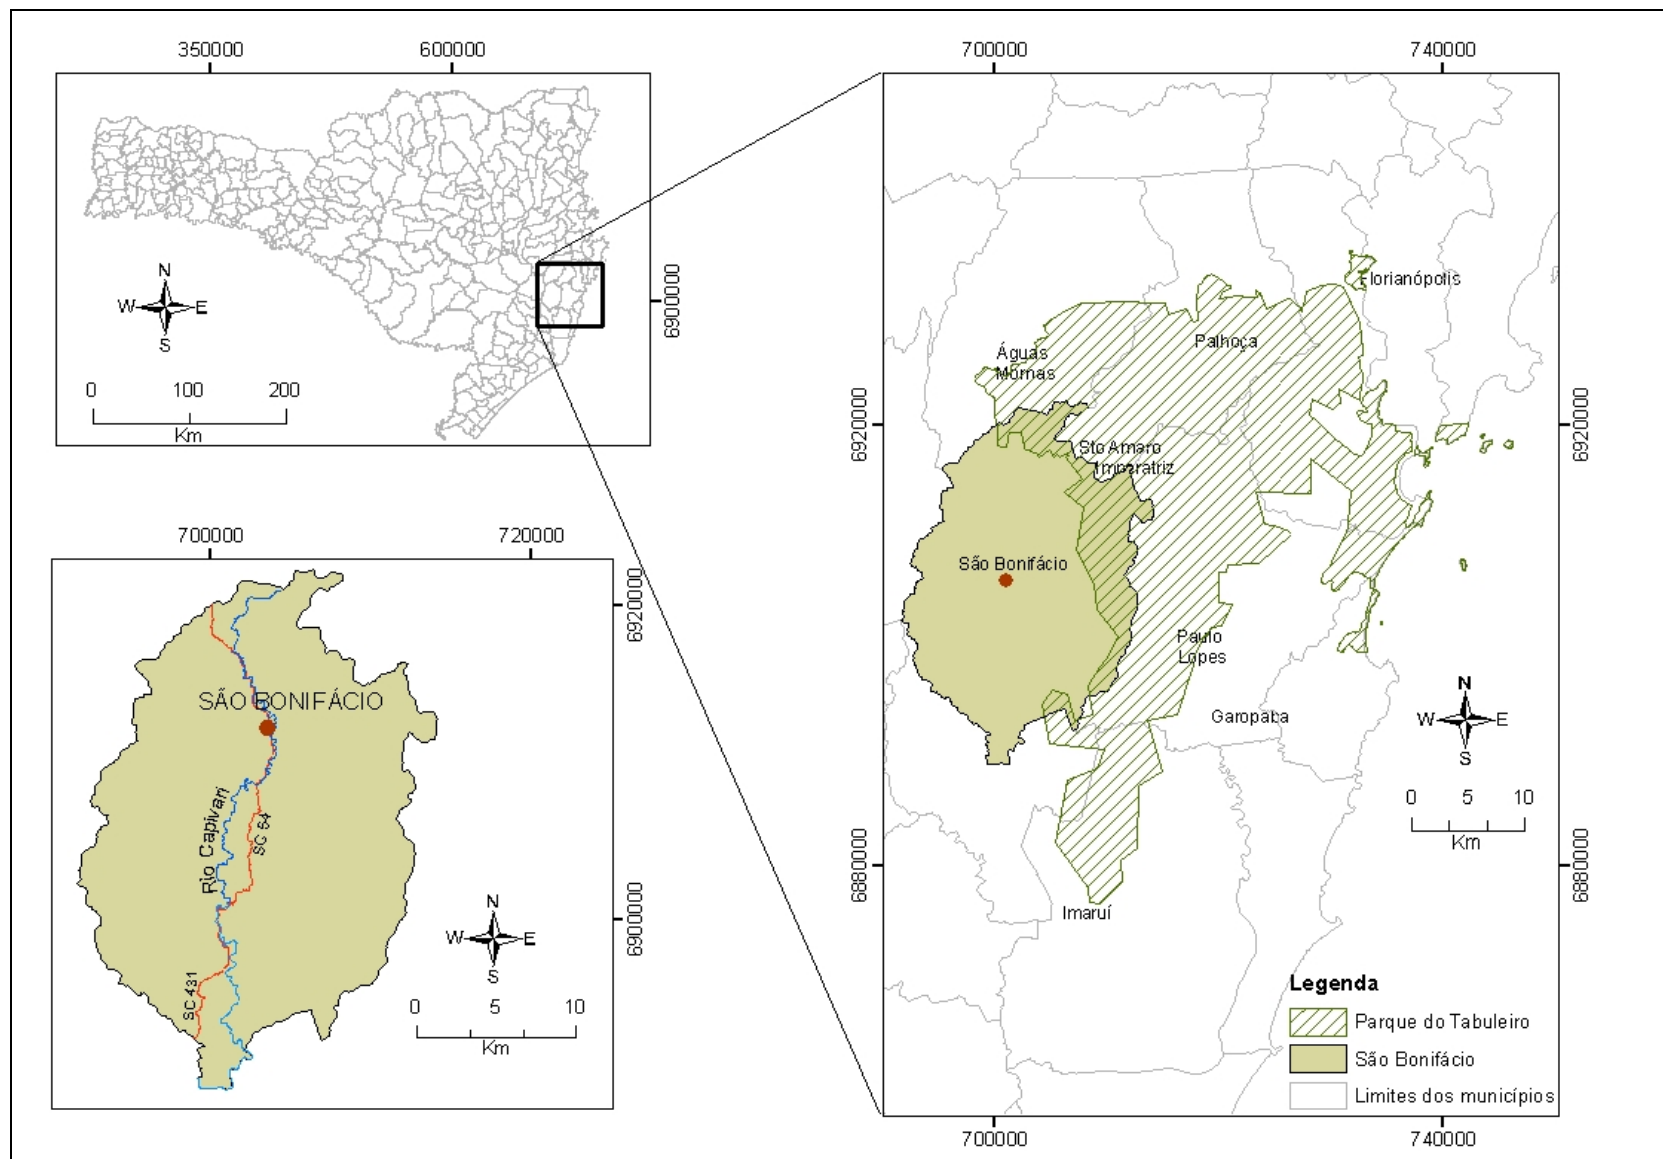 350000
600000
6900000
N
W
E
S
0
100
200
Km
700000
720000
6920000
6900000
SÃO BONIFÁCIO
Rio Capivari
SC 64
SC 431
N
W
E
S
0
5
10
Km
700000
740000
6920000
6920000
6880000
6880000
Florianópolis
Palhoça
Águas
Mornas
Sto Amaro
Imperatriz
São Bonifácio
Paulo
Lopes
Garopaba
Imaruí
N
W
E
S
0
5
10
Km
Legenda
Parque do Tabuleiro
São Bonifácio
Limites dos municípios
700000
740000